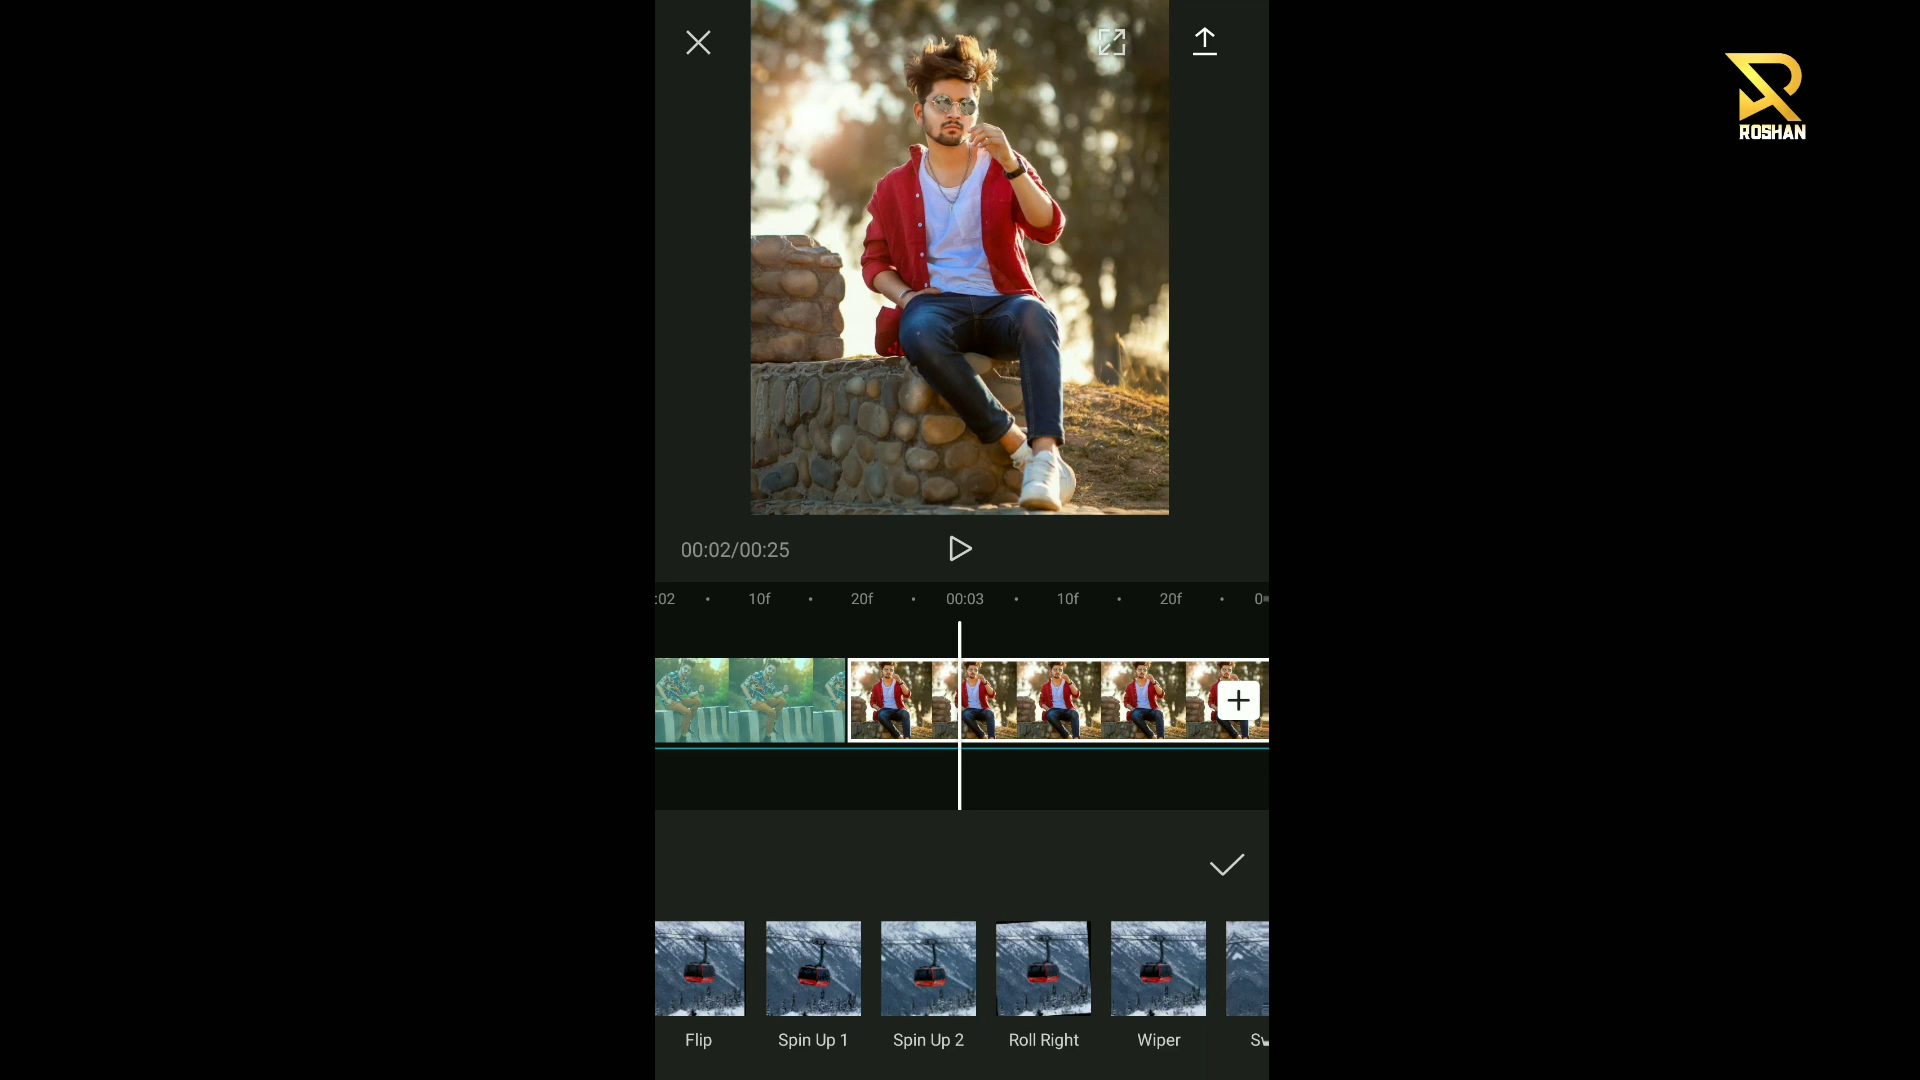 ROSHAN
00:02/00:25
:02 10f 20f 00:03 10f 20f
Flip Spin Up 1 Spin Up 2 Roll Right Wiper